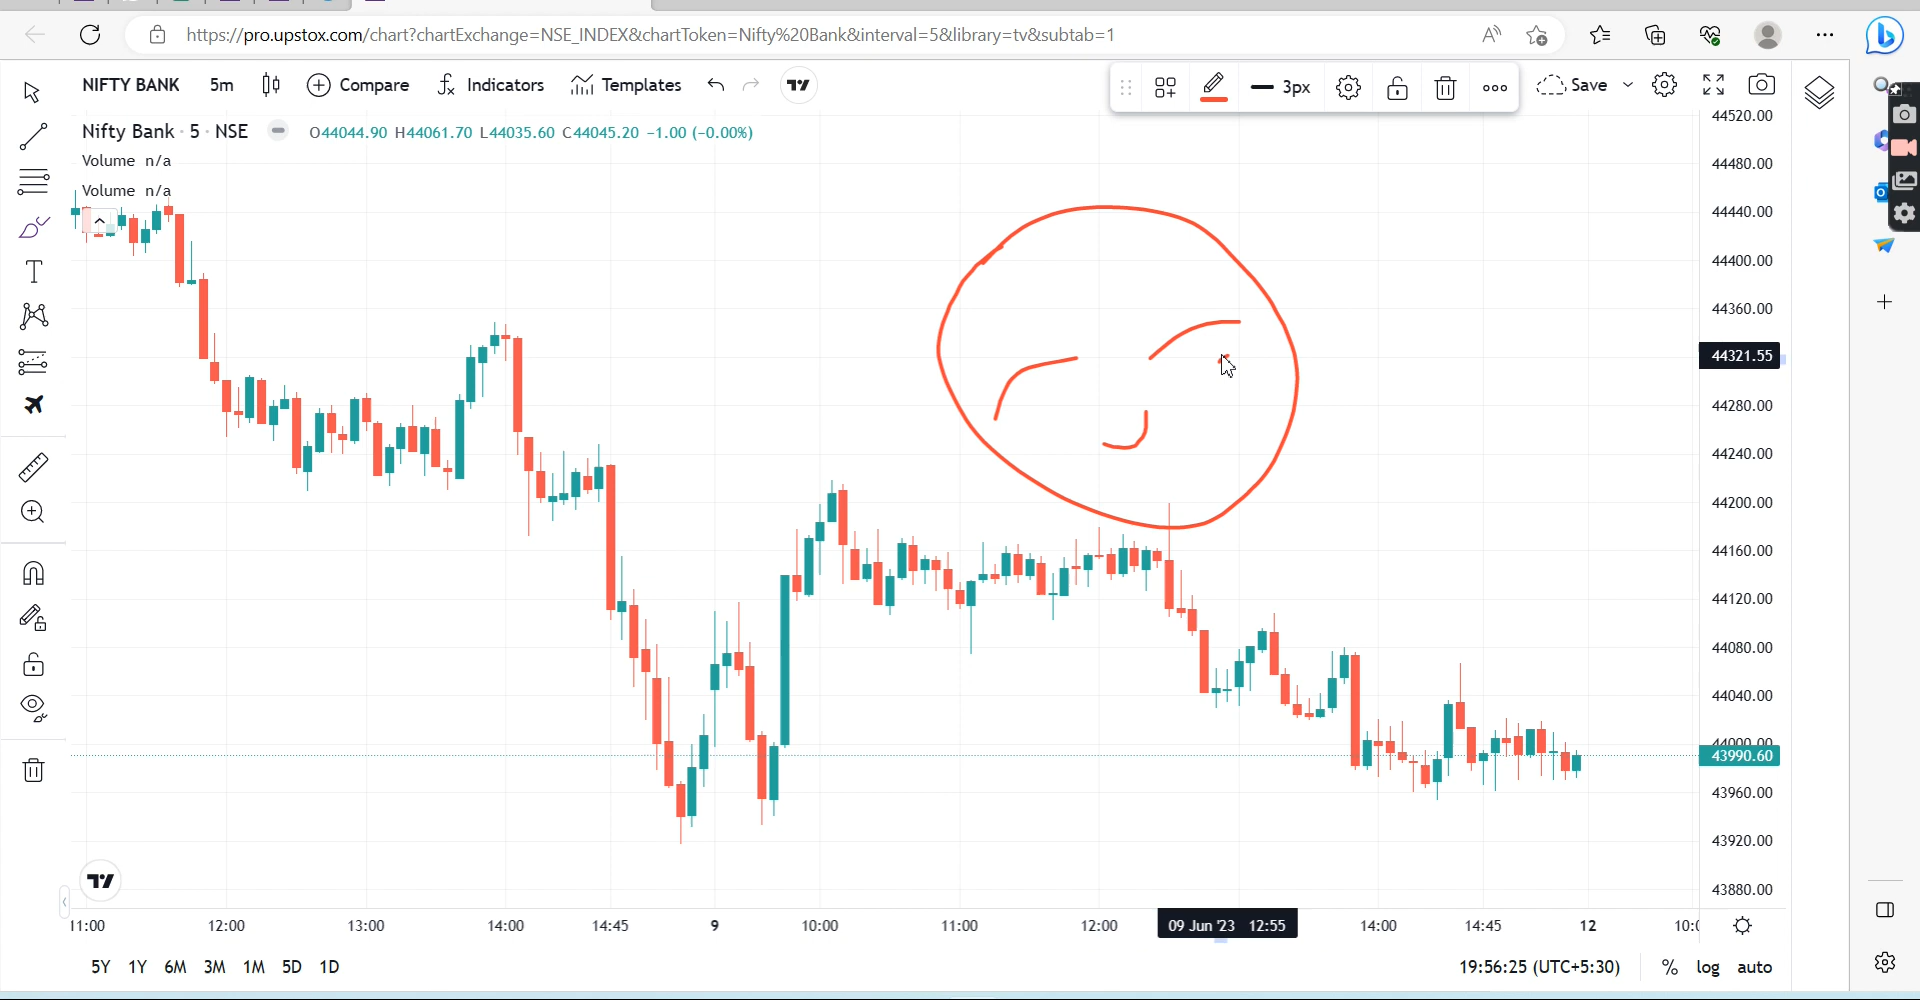 https://pro.upstox.com/chart?chartExchange=NSE_INDEX&chartToken=Nifty%20Bank&interval=5&library=tv&subtab=1
NIFTY BANK 5m Compare Indicators Templates 3px Save
Nifty Bank · 5 · NSE O44044.90 H44061.70 L44035.60 C44045.20 −1.00 (−0.00%)
Volume n/a
Volume n/a
44520.00
44480.00
44440.00
44400.00
44360.00
44321.55
44280.00
44240.00
44200.00
44160.00
44120.00
44080.00
44040.00
44000.00
43990.60
43960.00
43920.00
43880.00
11:00 12:00 13:00 14:00 14:45 9 10:00 11:00 12:00 09 Jun '23 12:55 14:00 14:45 12
5Y 1Y 6M 3M 1M 5D 1D 19:56:25 (UTC+5:30) % log auto